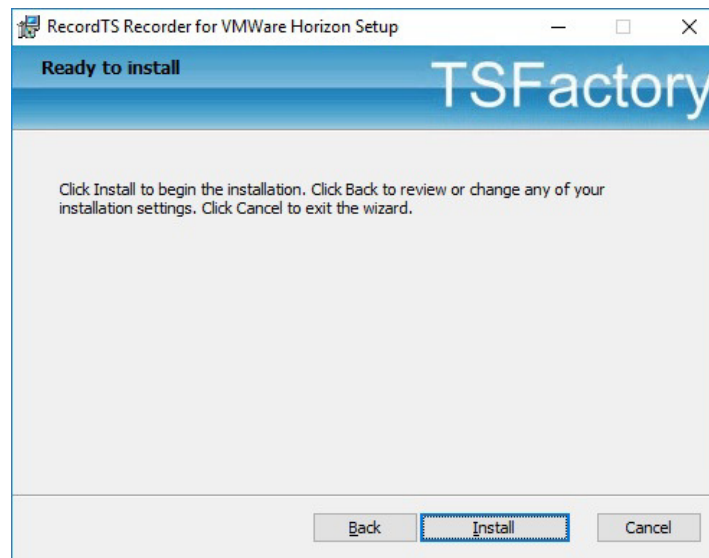 RecordTS Recorder for VMWare Horizon Setup
Ready to install
TSFactory
Click Install to begin the installation. Click Back to review or change any of your
installation settings. Click Cancel to exit the wizard.
Back Install Cancel